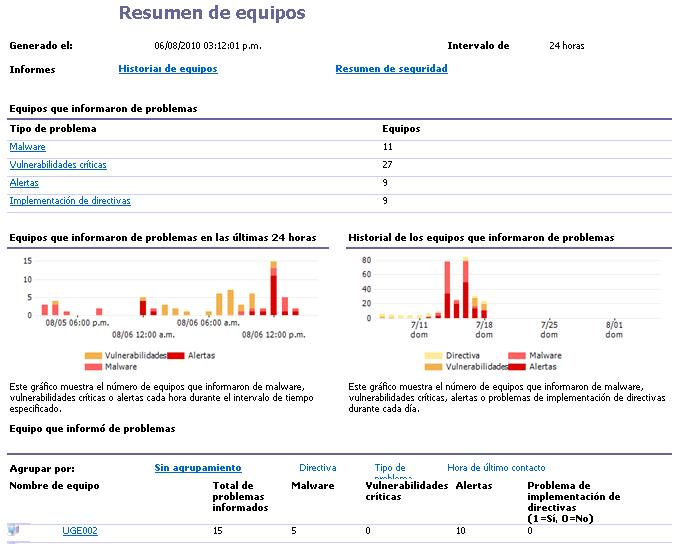 Resumen de equipos
Generado el: 06/08/2010 03:12:01 p.m. Intervalo de 24 horas
Informes Historial de equipos Resumen de seguridad
Equipos que informaron de problemas
Tipo de problema Equipos
Malware 11
Vulnerabilidades críticas 27
Alertas 9
Implementación de directivas 9
Equipos que informaron de problemas en las últimas 24 horas Historial de los equipos que informaron de problemas
15
10
5
0
08/05 06:00 p.m. 08/06 06:00 a.m.
08/06 12:00 a.m. 08/06 12:00 p.m.
Vulnerabilidades Alertas
Malware
80
60
40
20
0
7/11 7/18 7/25 8/01
dom dom dom dom
Directiva Malware
Vulnerabilidades Alertas
Este gráfico muestra el número de equipos que informaron de malware,
vulnerabilidades críticas o alertas cada hora durante el intervalo de tiempo
especificado.
Este gráfico muestra el número de equipos que informaron de malware,
vulnerabilidades críticas, alertas o problemas de implementación de directivas
durante cada día.
Equipo que informó de problemas
Agrupar por: Sin agrupamiento Directiva Tipo de Hora de último contacto
problema
Nombre de equipo Total de Malware Vulnerabilidades Alertas Problema de
problemas críticas implementación de
informados directivas
(1=Sí, 0=No)
UGE002 15 5 0 10 0